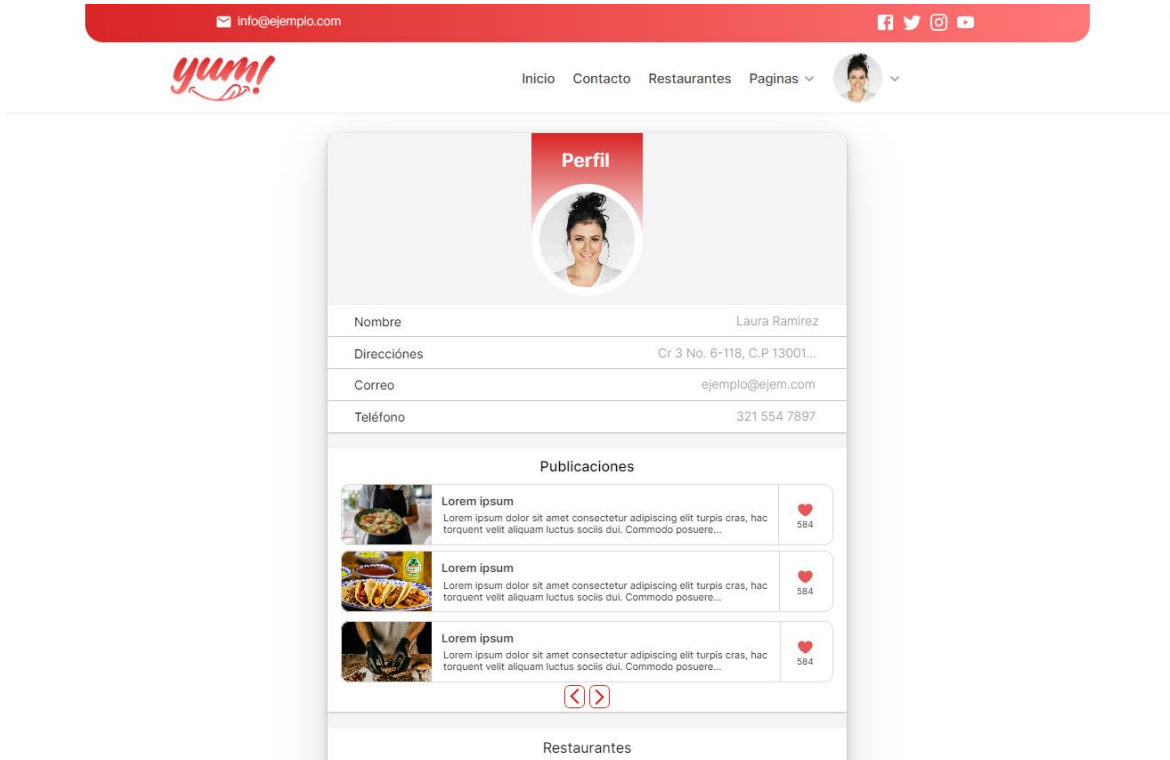 info@ejemplo.com
yum!
Inicio Contacto Restaurantes Paginas
Perfil
Nombre Laura Ramirez
Direcciónes Cr 3 No. 6-118, C.P 13001...
Correo ejemplo@ejem.com
Teléfono 321 554 7897
Publicaciones
Lorem ipsum
Lorem ipsum dolor sit amet consectetur adipiscing elit turpis cras, hac
torquent velit aliquam luctus sociis dui. Commodo posuere...
584
Lorem ipsum
Lorem ipsum dolor sit amet consectetur adipiscing elit turpis cras, hac
torquent velit aliquam luctus sociis dui. Commodo posuere...
584
Lorem ipsum
Lorem ipsum dolor sit amet consectetur adipiscing elit turpis cras, hac
torquent velit aliquam luctus sociis dui. Commodo posuere...
584
Restaurantes